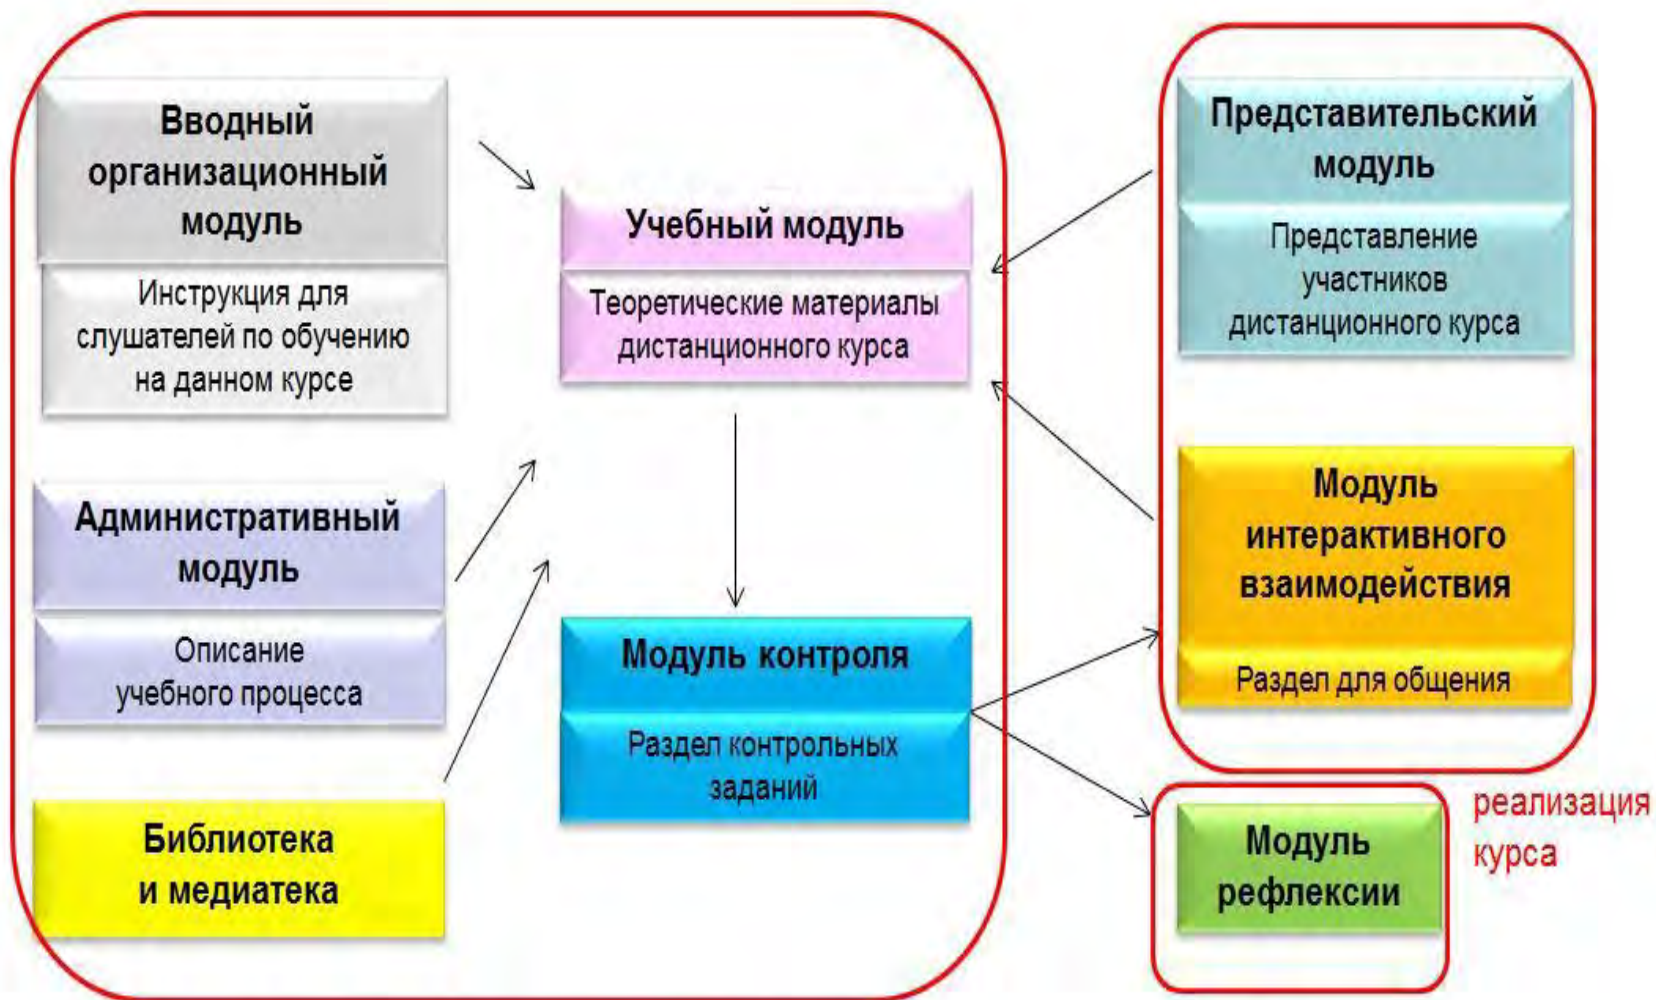 Вводный
организационный
модуль
Инструкция для
слушателей по обучению
на данном курсе
Административный
модуль
Описание
учебного процесса
Библиотека
и медиатека
Учебный модуль
Теоретические материалы
дистанционного курса
Модуль контроля
Раздел контрольных
заданий
Представительский
модуль
Представление
участников
дистанционного курса
Модуль
интерактивного
взаимодействия
Раздел для общения
Модуль
рефлексии
реализация
курса